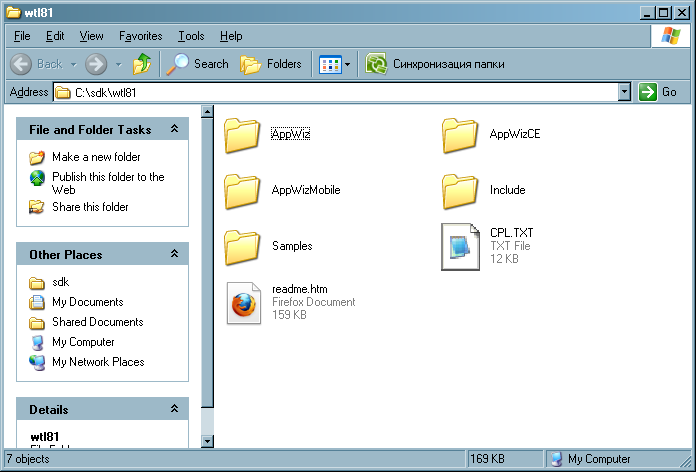 wtl81
File Edit View Favorites Tools Help
Back Search Folders Синхронизация папки
Address C:\sdk\wtl81 Go
File and Folder Tasks
Make a new folder
Publish this folder to the
Web
Share this folder
Other Places
sdk
My Documents
Shared Documents
My Computer
My Network Places
Details
wtl81
AppWiz
AppWizCE
AppWizMobile
Include
Samples
CPL.TXT
TXT File
12 KB
readme.htm
Firefox Document
159 KB
7 objects 169 KB My Computer